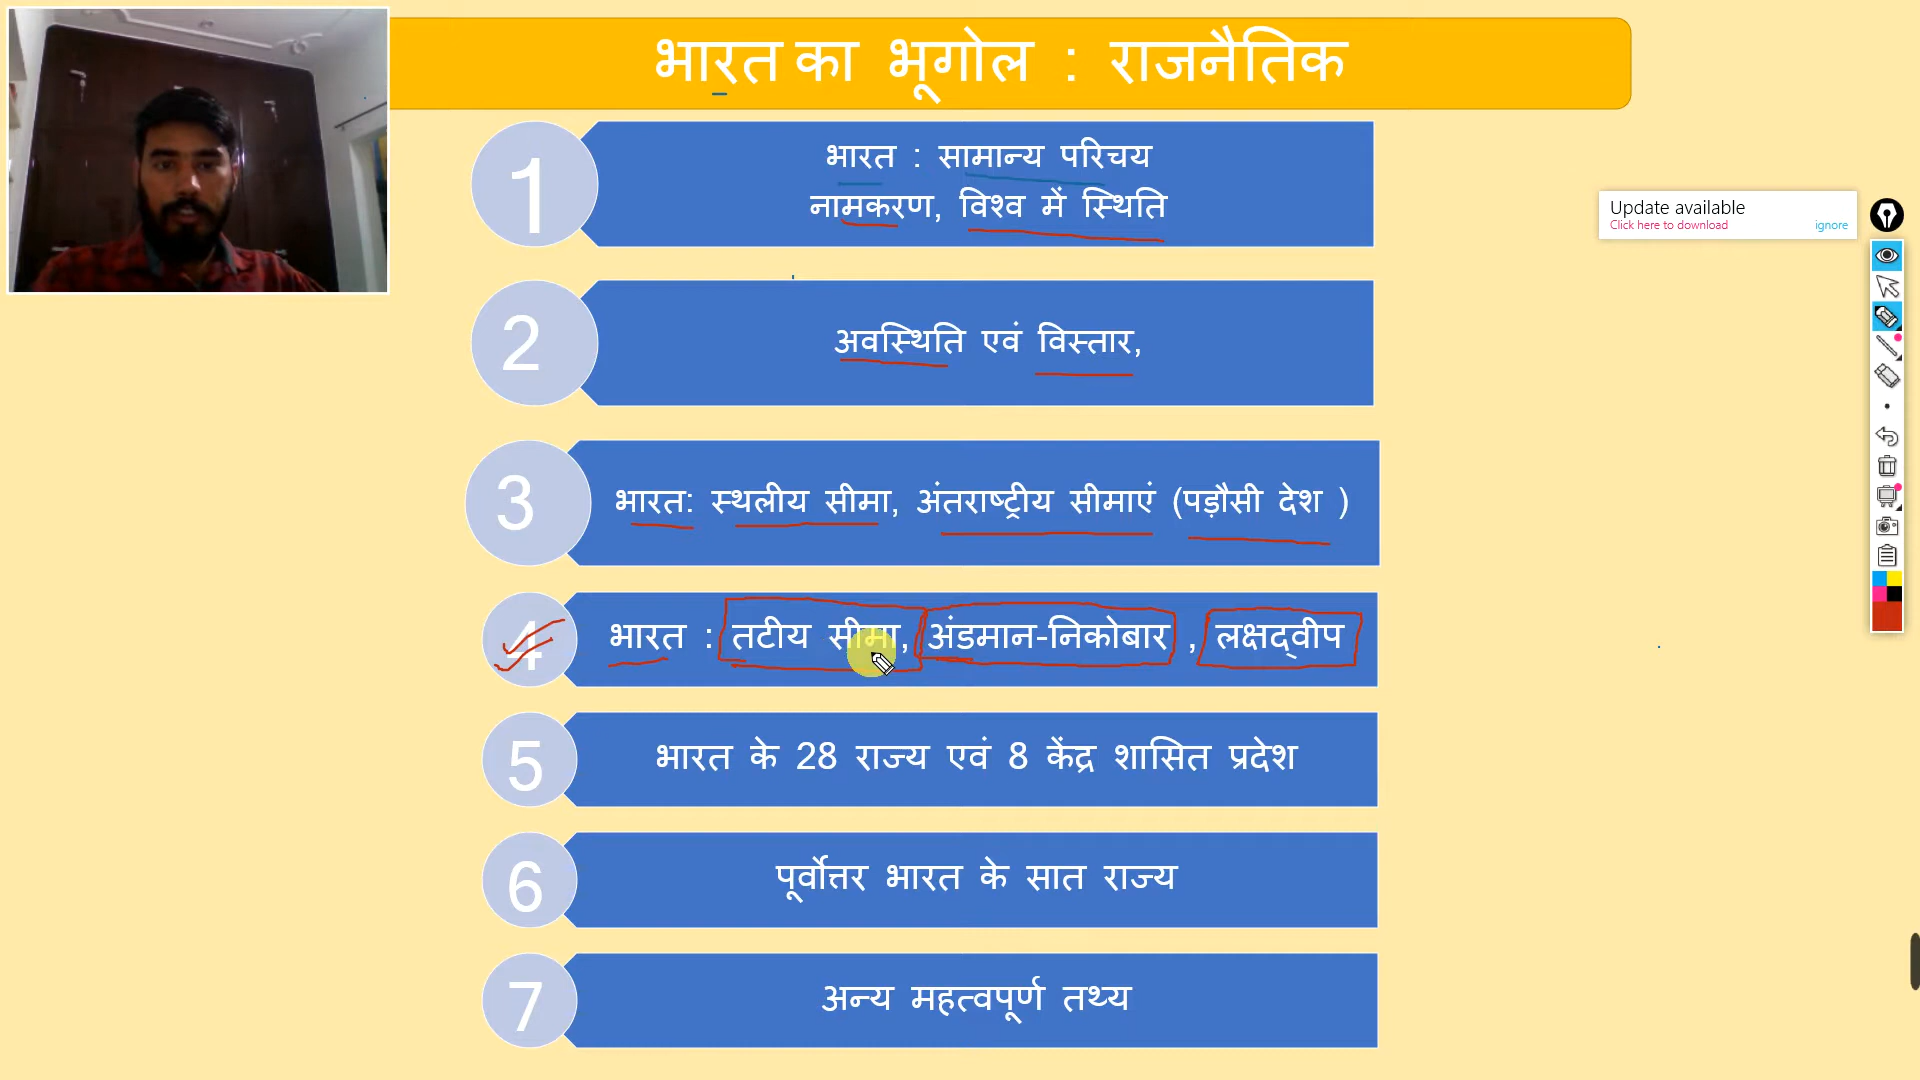 भारत का भूगोल : राजनैतिक
1
भारत : सामान्य परिचय
नामकरण, विश्व में स्थिति
Update available
Click here to download ignore
2
अवस्थिति एवं विस्तार,
3
भारत: स्थलीय सीमा, अंतराष्ट्रीय सीमाएं (पड़ौसी देश )
4
भारत : तटीय सीमा, अंडमान-निकोबार , लक्षद्वीप
5
भारत के 28 राज्य एवं 8 केंद्र शासित प्रदेश
6
पूर्वोत्तर भारत के सात राज्य
7
अन्य महत्वपूर्ण तथ्य